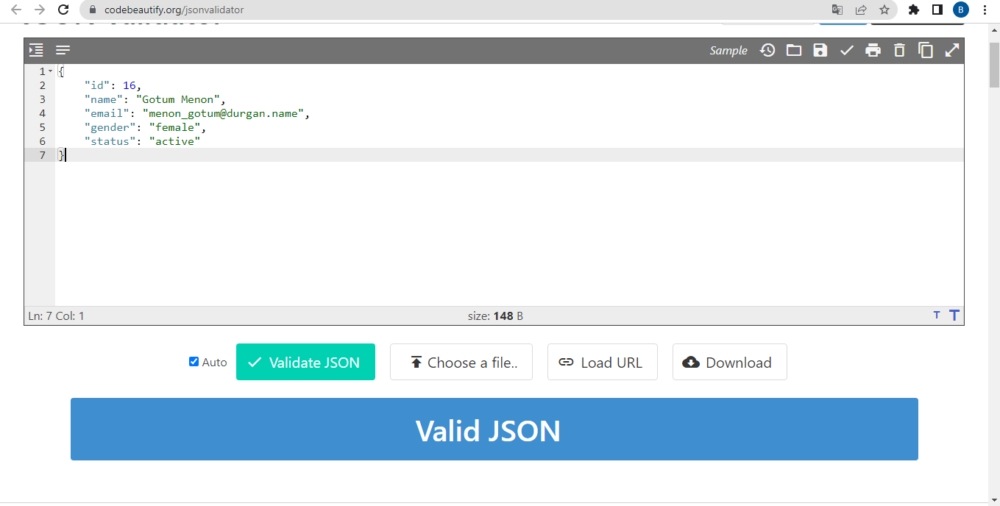 codebeautify.org/jsonvalidator
B
Sample
1 {
2 "id": 16,
3 "name": "Gotum Menon",
4 "email": "menon_gotum@durgan.name",
5 "gender": "female",
6 "status": "active"
7 }
Ln: 7 Col: 1 size: 148 B T T
Auto Validate JSON Choose a file.. Load URL Download
Valid JSON